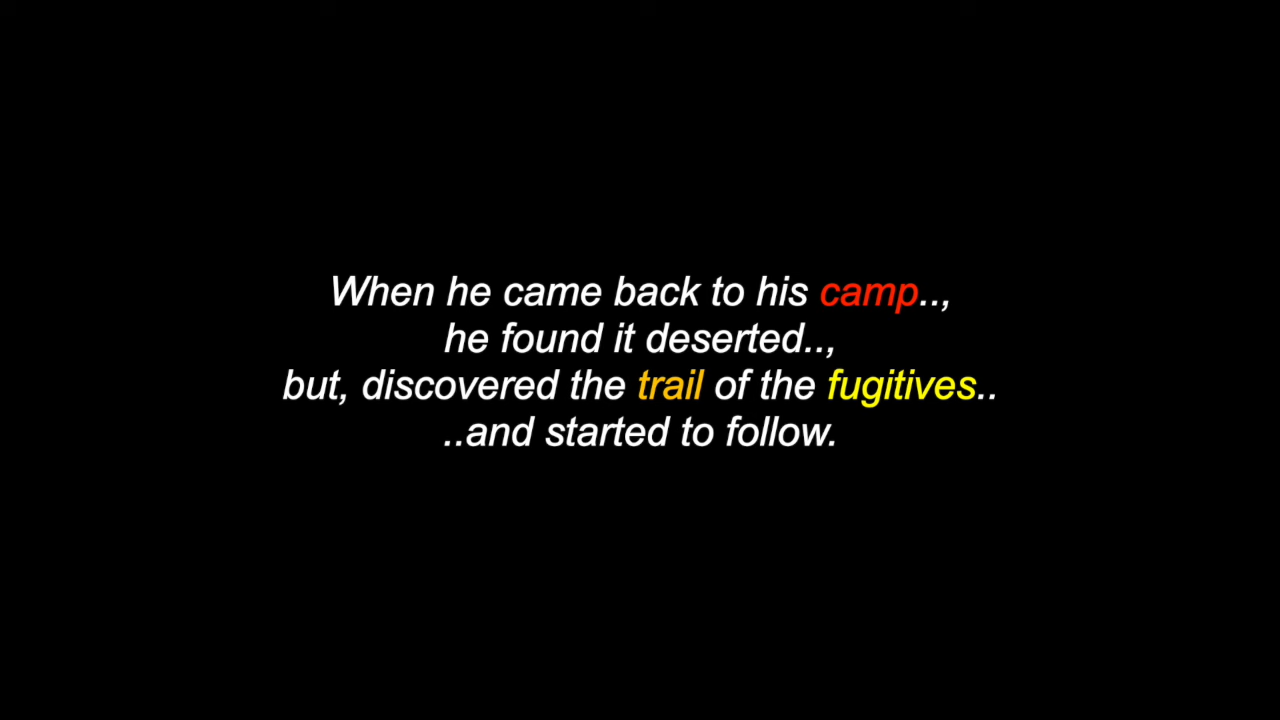 When he came back to his camp..,
he found it deserted..,
but, discovered the trail of the fugitives..
..and started to follow.